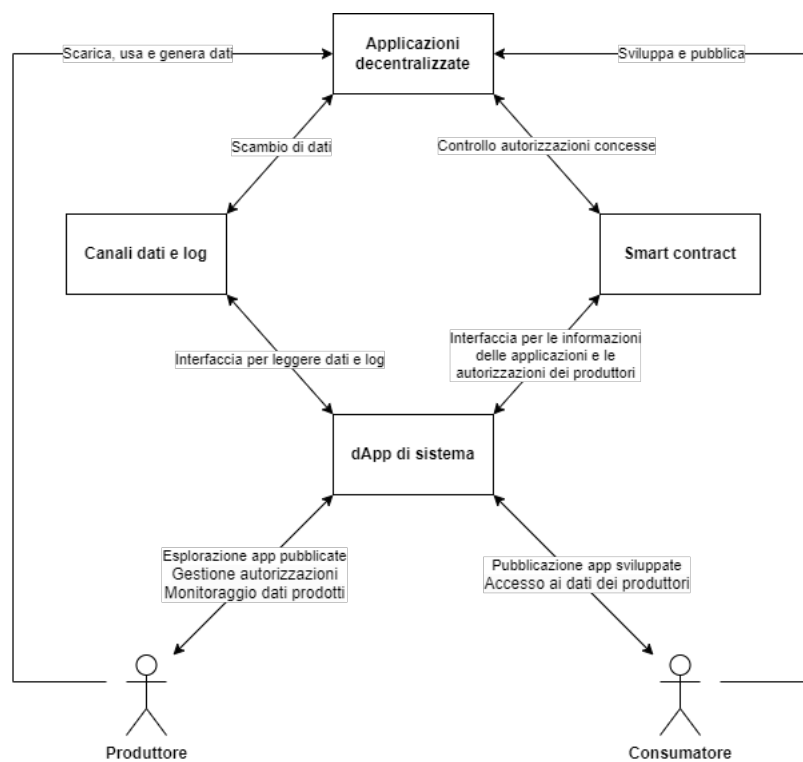 Applicazioni
decentralizzate
Scarica, usa e genera dati
Sviluppa e pubblica
Scambio di dati
Controllo autorizzazioni concesse
Canali dati e log
Smart contract
Interfaccia per leggere dati e log
Interfaccia per le informazioni
delle applicazioni e le
autorizzazioni dei produttori
dApp di sistema
Esplorazione app pubblicate
Gestione autorizzazioni
Monitoraggio dati prodotti
Pubblicazione app sviluppate
Accesso ai dati dei produttori
Produttore
Consumatore